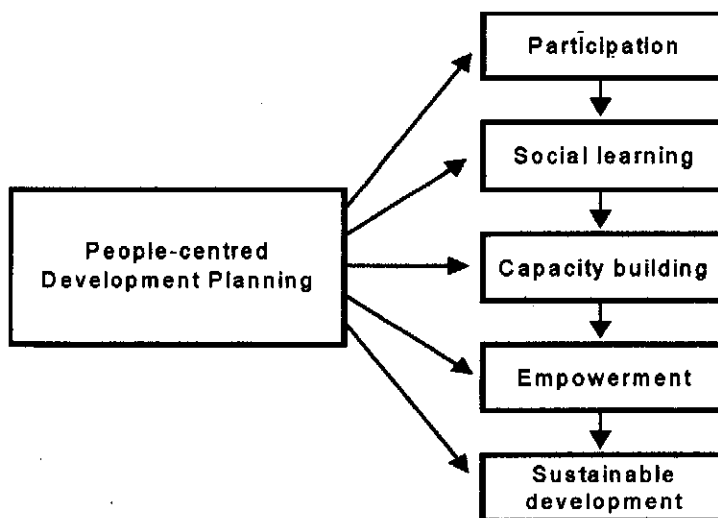 Participation
Social learning
People-centred
Development Planning
Capacity building
Empowerment
Sustainable
development